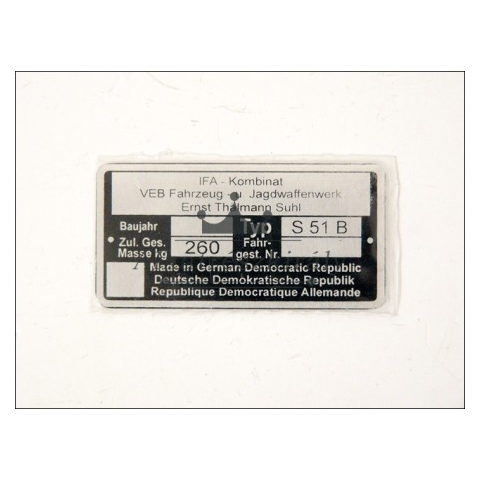 IFA - Kombinat
VEB Fahrzeug - u Jagdwaffenwerk
Ernst Thälmann Suhl
Baujahr Typ S 51 B
Zul. Ges. Masse kg 260 Fahr- gest. Nr.
Made in German Democratic Republic
Deutsche Demokratische Republik
Republique Democratique Allemande